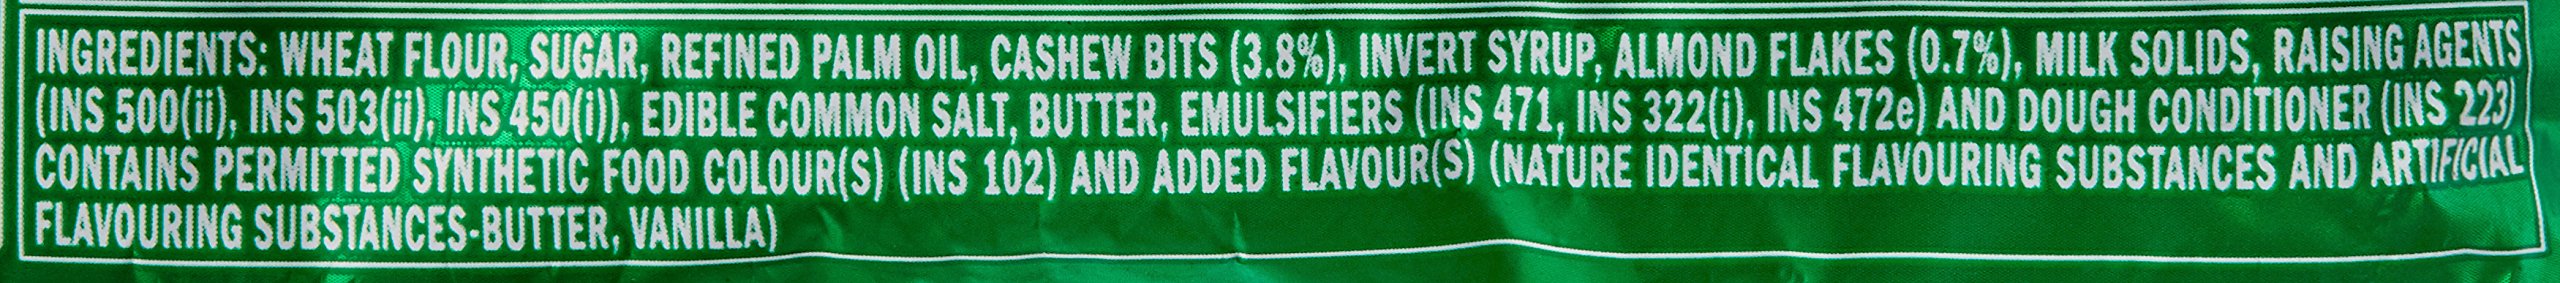 INGREDIENTS: WHEAT FLOUR, SUGAR, REFINED PALM OIL, CASHEW BITS (3.8%), INVERT SYRUP, ALMOND FLAKES (0.7%), MILK SOLIDS, RAISING AGENTS
(INS 500(ii), INS 503(ii), INS 450(i)), EDIBLE COMMON SALT, BUTTER, EMULSIFIERS (INS 471, INS 322(i), INS 472e) AND DOUGH CONDITIONER (INS 223)
CONTAINS PERMITTED SYNTHETIC FOOD COLOUR(S) (INS 102) AND ADDED FLAVOUR(S) (NATURE IDENTICAL FLAVOURING SUBSTANCES AND ARTIFICIAL
FLAVOURING SUBSTANCES-BUTTER, VANILLA)